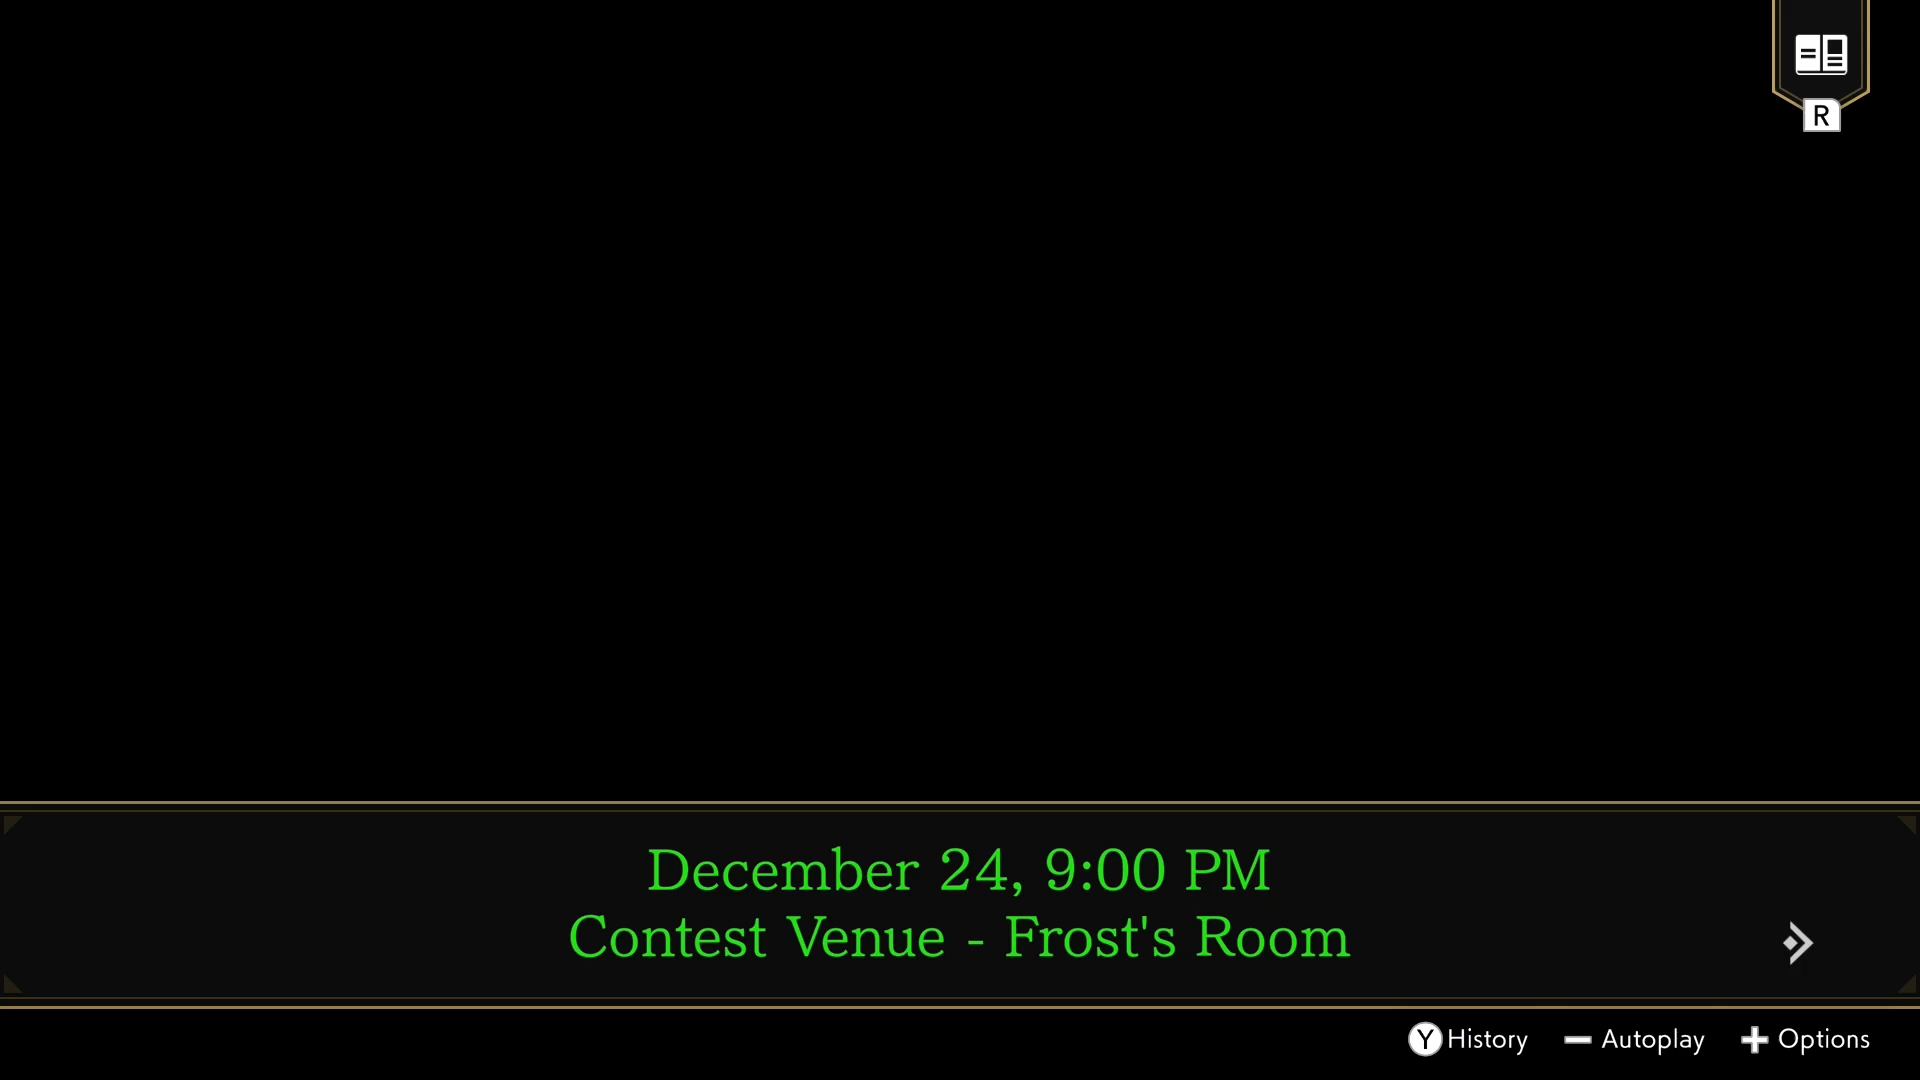 R
December 24, 9:00 PM
Contest Venue - Frost's Room
Y History - Autoplay + Options